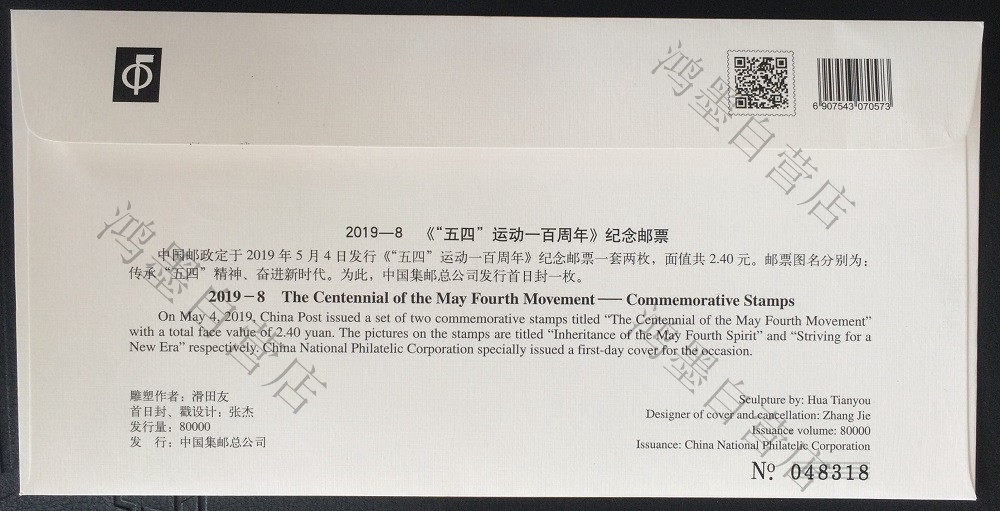 6 907543 070573
2019—8 《“五四”运动一百周年》纪念邮票
中国邮政定于 2019 年 5 月 4 日发行《“五四”运动一百周年》纪念邮票一套两枚，面值共 2.40 元。邮票图名分别为：
传承“五四”精神、奋进新时代。为此，中国集邮总公司发行首日封一枚。
2019－8 The Centennial of the May Fourth Movement —— Commemorative Stamps
On May 4, 2019, China Post issued a set of two commemorative stamps titled “The Centennial of the May Fourth Movement”
with a total face value of 2.40 yuan. The pictures on the stamps are titled “Inheritance of the May Fourth Spirit” and “Striving for a
New Era” respectively. China National Philatelic Corporation specially issued a first-day cover for the occasion.
雕塑作者：滑田友
首日封、戳设计：张杰
发行量：80000
发 行：中国集邮总公司
Sculpture by: Hua Tianyou
Designer of cover and cancellation: Zhang Jie
Issuance volume: 80000
Issuance: China National Philatelic Corporation
№ 048318
鸿墨自营店
鸿墨自营店
鸿墨自营店